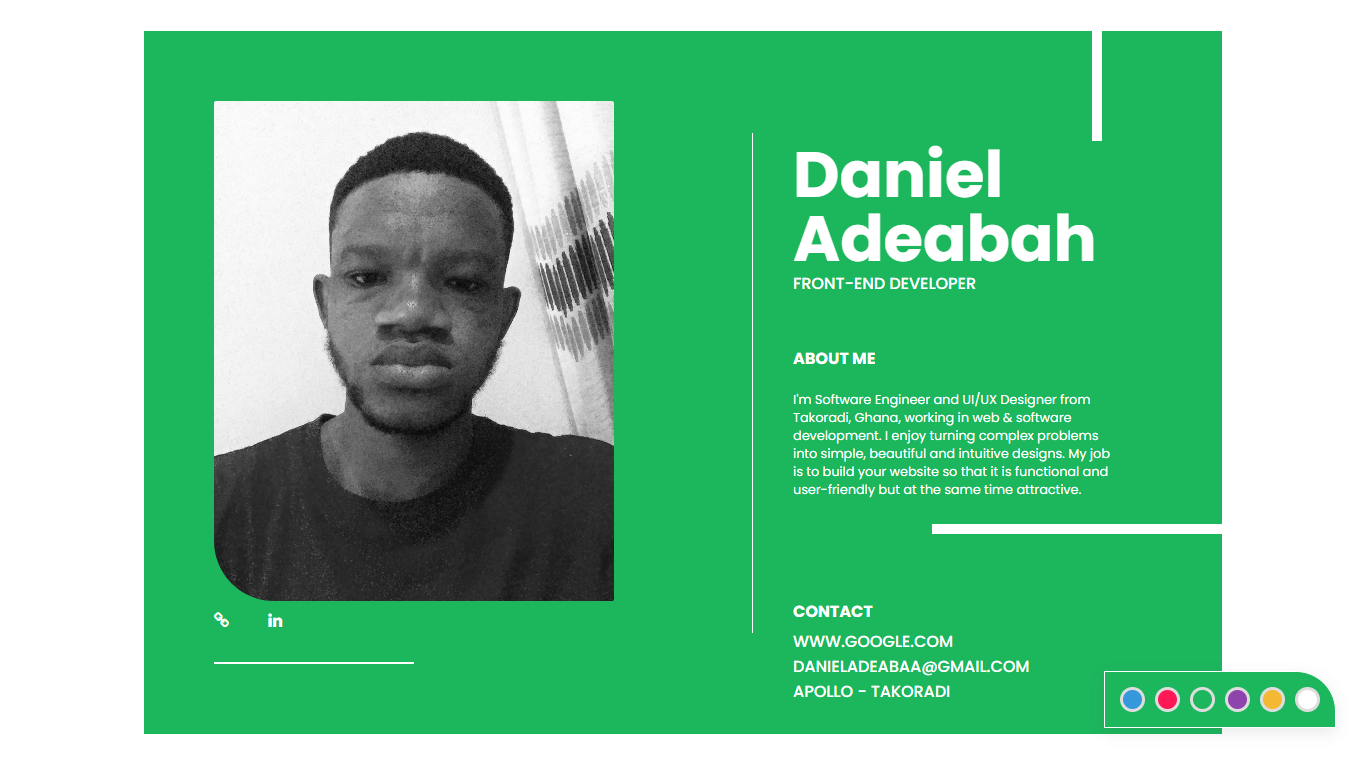 Daniel
Adeabah
FRONT-END DEVELOPER
ABOUT ME
I'm Software Engineer and UI/UX Designer from
Takoradi, Ghana, working in web & software
development. I enjoy turning complex problems
into simple, beautiful and intuitive designs. My job
is to build your website so that it is functional and
user-friendly but at the same time attractive.
in
CONTACT
WWW.GOOGLE.COM
DANIELADEABAA@GMAIL.COM
APOLLO - TAKORADI